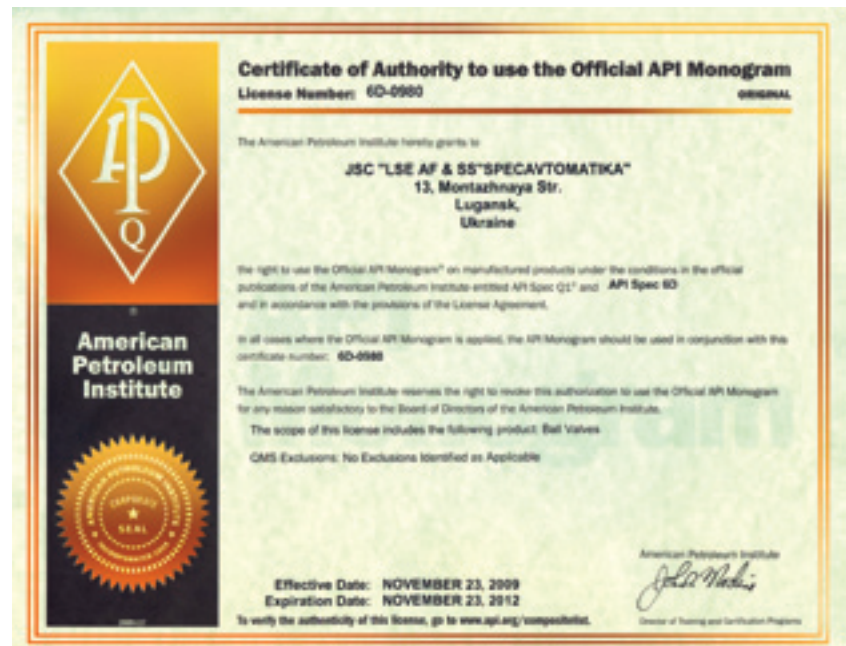 Certificate of Authority to use the Official API Monogram
License Number: 6D-0980
ORIGINAL
The American Petroleum Institute hereby grants to
JSC "LSE AF & SS"SPECAVTOMATIKA"
13, Montazhnaya Str.
Lugansk,
Ukraine
the right to use the Official API Monogram® on manufactured products under the conditions in the official
publications of the American Petroleum Institute entitled API Spec Q1® and API Spec 6D
and in accordance with the provisions of the License Agreement.
In all cases where the Official API Monogram is applied, the API Monogram should be used in conjunction with this
certificate number: 6D-0980
The American Petroleum Institute reserves the right to revoke this authorization to use the Official API Monogram
for any reason satisfactory to the Board of Directors of the American Petroleum Institute.
The scope of this license includes the following product: Ball Valves
QMS Exclusions: No Exclusions Identified as Applicable
American Petroleum Institute
Effective Date: NOVEMBER 23, 2009
Expiration Date: NOVEMBER 23, 2012
To verify the authenticity of this license, go to www.api.org/compositelist.
Director of Training and Certification Programs
API
Q
American
Petroleum
Institute
AMERICAN PETROLEUM INSTITUTE
CORPORATE
SEAL